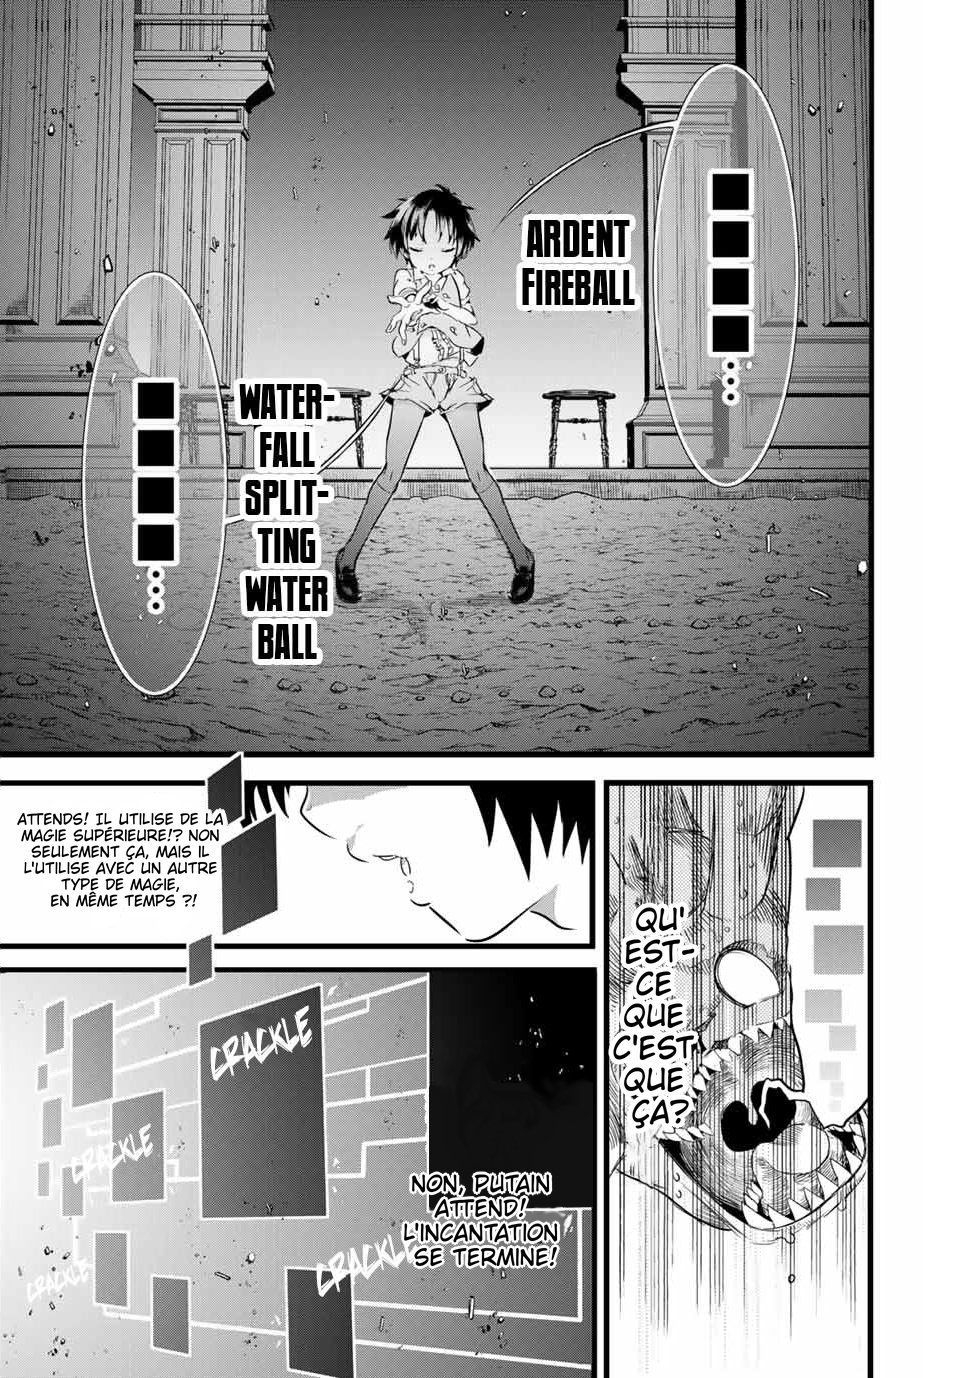 ARDENT
FIREBALL
WATER-
FALL
SPLIT-
TING
WATER
BALL
QU'
EST-
CE
QUE
C'EST
QUE
ÇA?
ATTENDS! IL UTILISE DE LA
MAGIE SUPÉRIEURE!? NON
SEULEMENT ÇA, MAIS IL
L'UTILISE AVEC UN AUTRE
TYPE DE MAGIE,
EN MÊME TEMPS ?!
CRACKLE
CRACKLE
CRACKLE
CRACKLE
NON, PUTAIN
ATTEND!
L'INCANTATION
SE TERMINE!